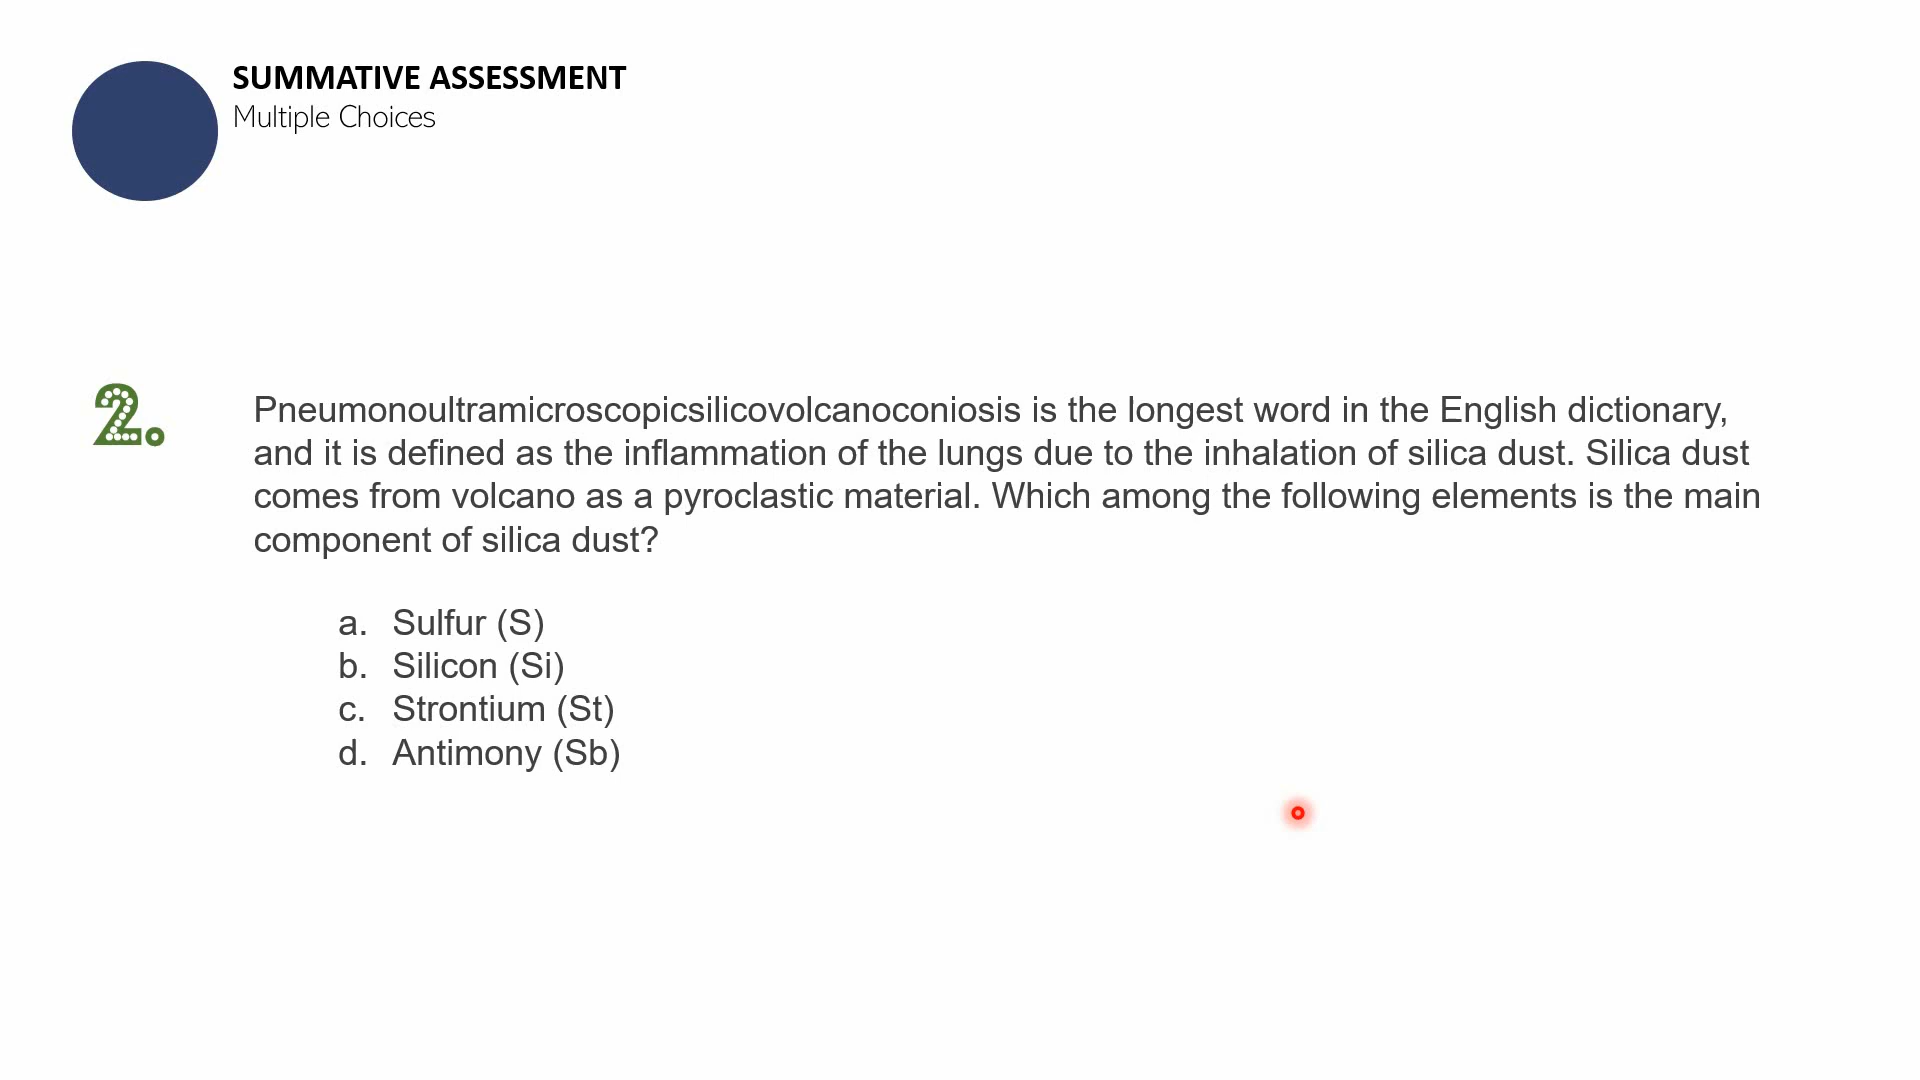 SUMMATIVE ASSESSMENT
Multiple Choices
2.
Pneumonoultramicroscopicsilicovolcanoconiosis is the longest word in the English dictionary,
and it is defined as the inflammation of the lungs due to the inhalation of silica dust. Silica dust
comes from volcano as a pyroclastic material. Which among the following elements is the main
component of silica dust?
a. Sulfur (S)
b. Silicon (Si)
c. Strontium (St)
d. Antimony (Sb)